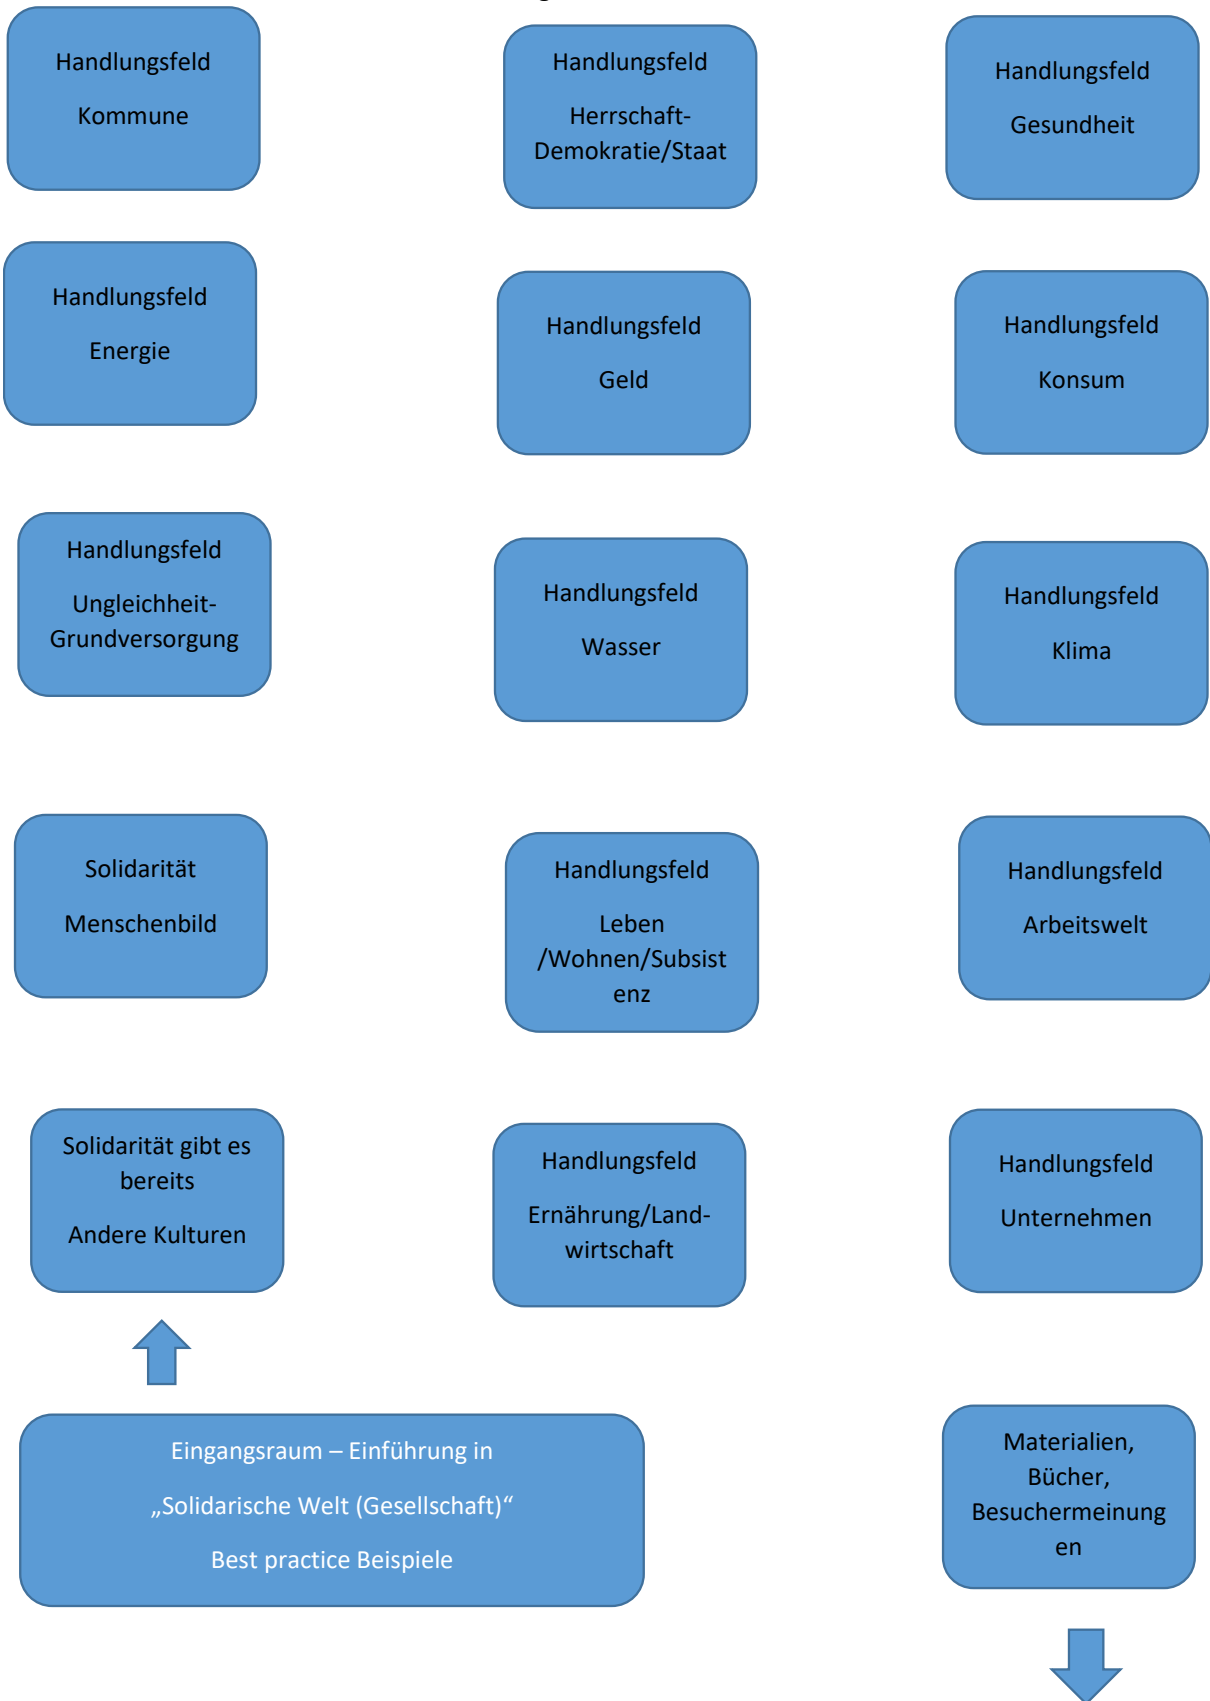 Handlungsfeld
Kommune
Handlungsfeld
Herrschaft-
Demokratie/Staat
Handlungsfeld
Gesundheit
Handlungsfeld
Energie
Handlungsfeld
Geld
Handlungsfeld
Konsum
Handlungsfeld
Ungleichheit-
Grundversorgung
Handlungsfeld
Wasser
Handlungsfeld
Klima
Solidarität
Menschenbild
Handlungsfeld
Leben
/Wohnen/Subsist
enz
Handlungsfeld
Arbeitswelt
Solidarität gibt es
bereits
Andere Kulturen
Handlungsfeld
Ernährung/Land-
wirtschaft
Handlungsfeld
Unternehmen
Eingangsraum – Einführung in
„Solidarische Welt (Gesellschaft)“
Best practice Beispiele
Materialien,
Bücher,
Besuchermeinung
en